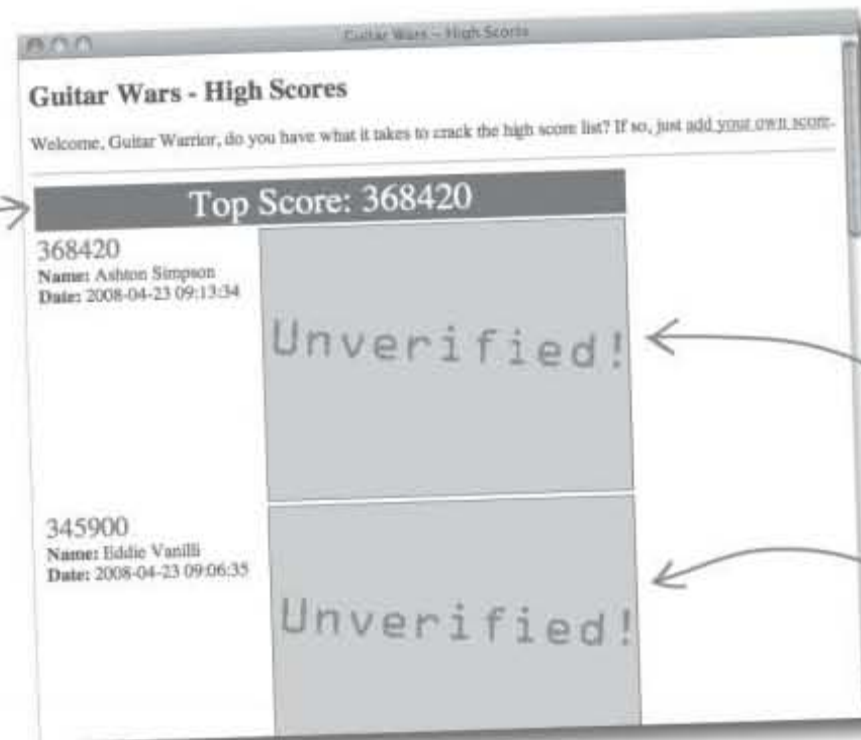 Guitar Wars - High Scores
Guitar Wars - High Scores
Welcome, Guitar Warrior, do you have what it takes to crack the high score list? If so, just add your own score.
Top Score: 368420
368420
Name: Ashton Simpson
Date: 2008-04-23 09:13:34
Unverified!
345900
Name: Eddie Vanilli
Date: 2008-04-23 09:06:35
Unverified!